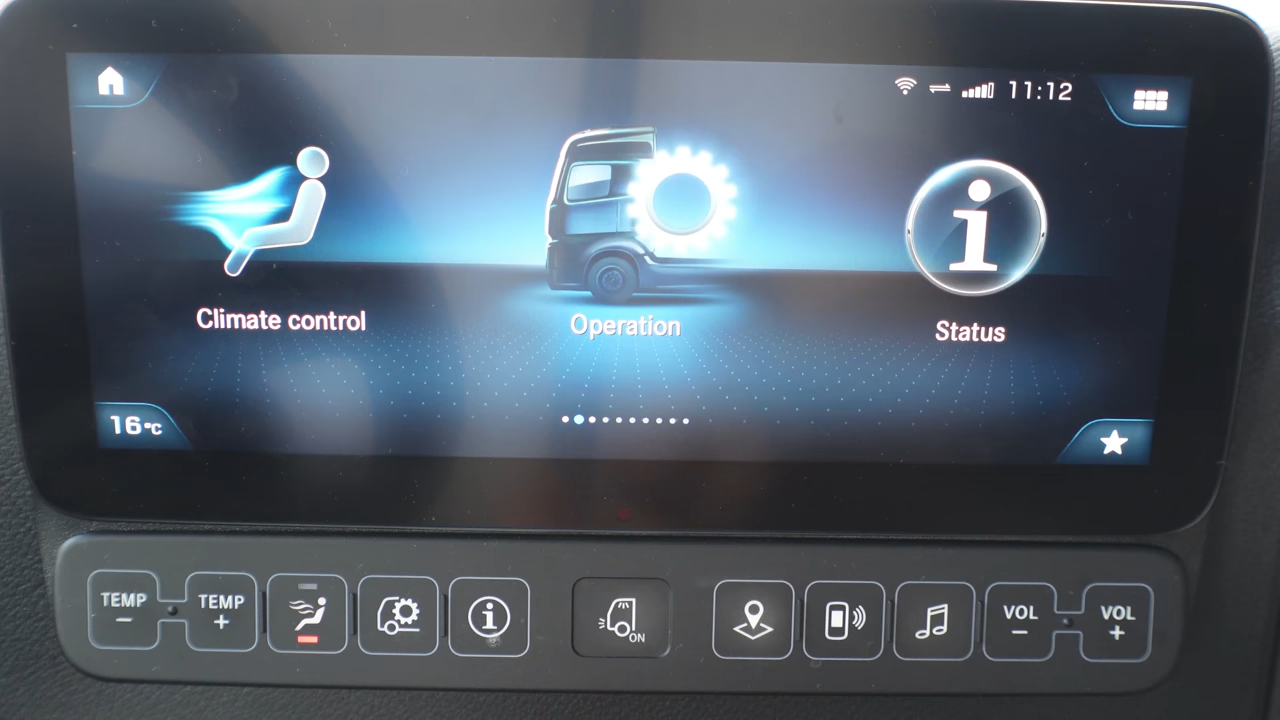 11:12
Climate control
Operation
Status
16°C
TEMP
−
TEMP
+
ON
VOL
−
VOL
+